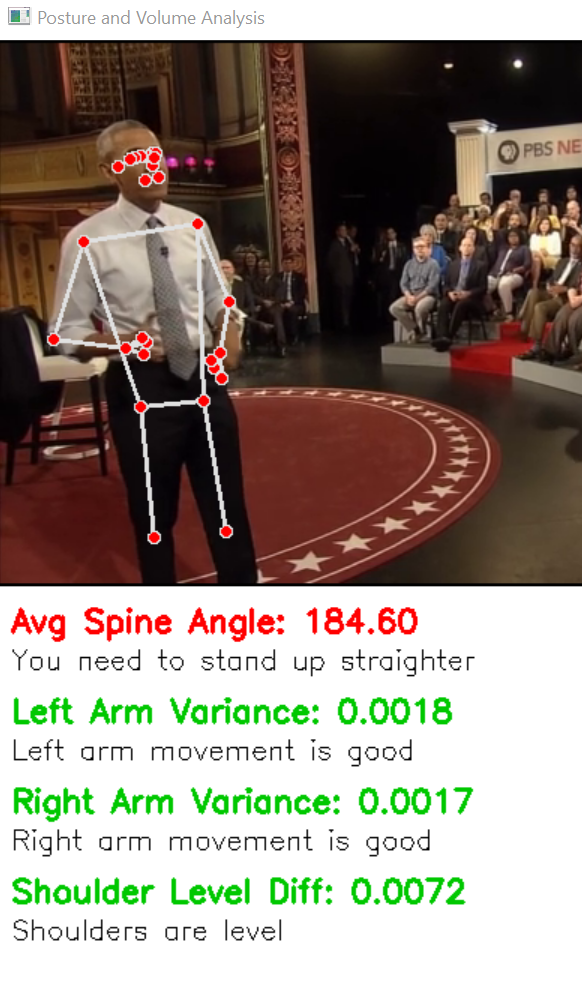 Posture and Volume Analysis
PBS NE
Avg Spine Angle: 184.60
You need to stand up straighter
Left Arm Variance: 0.0018
Left arm movement is good
Right Arm Variance: 0.0017
Right arm movement is good
Shoulder Level Diff: 0.0072
Shoulders are level